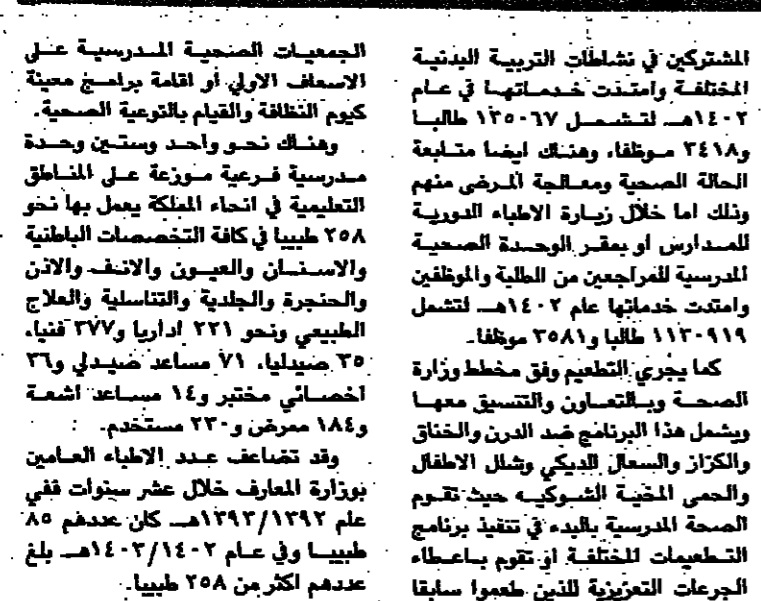 المشتركين في نشاطات التربية البدنية
المختلفة وامتدت خدماتها في عام
١٤٠٢هـ لتشمل ١٣٥٠٦٧ طالبا
و٣٤١٨ موظفا، وهناك ايضا متابعة
الحالة الصحية ومعالجة المرضى منهم
وذلك اما خلال زيارة الاطباء الدورية
للمدارس او بمقر الوحدة الصحية
المدرسية للمراجعين من الطلبة والموظفين
وامتدت خدماتها عام ١٤٠٢هـ لتشمل
١١٣٠٩١٩ طالبا و٣٥٨١ موظفا.
كما يجري التطعيم وفق مخطط وزارة
الصحة وبالتعاون والتنسيق معها
ويشمل هذا البرنامج ضد الدرن والخناق
والكزاز والسعال الديكي وشلل الاطفال
والحمى المخية الشوكيه حيث تقوم
الصحة المدرسية بالبدء في تنفيذ برنامج
التطعيمات المختلفة او تقوم باعطاء
الجرعات التعزيزية للذين طعموا سابقا
الجمعيات الصحية المدرسية على
الاسعاف الاولي أو اقامة برامج معينة
كيوم النظافة والقيام بالتوعية الصحية.
وهناك نحو واحد وستين وحدة
مدرسية فرعية موزعة على المناطق
التعليمية في انحاء المملكة يعمل بها نحو
٢٥٨ طبيبا في كافة التخصصات الباطنية
والاسنان والعيون والانف والاذن
والحنجرة والجلدية والتناسلية والعلاج
الطبيعي ونحو ٢٢١ اداريا و٣٧٧ فنيا،
٣٥ صيدليا، ٧١ مساعد صيدلي و٣٦
اخصائي مختبر و١٤ مساعد اشعة
و١٨٤ ممرض و٢٣٠ مستخدم.
وقد تضاعف عدد الاطباء العامين
بوزارة المعارف خلال عشر سنوات ففي
عام ١٣٩٣/١٣٩٢هـ كان عددهم ٨٥
طبيبا وفي عام ١٤٠٣/١٤٠٢هـ بلغ
عددهم اكثر من ٢٥٨ طبيبا.